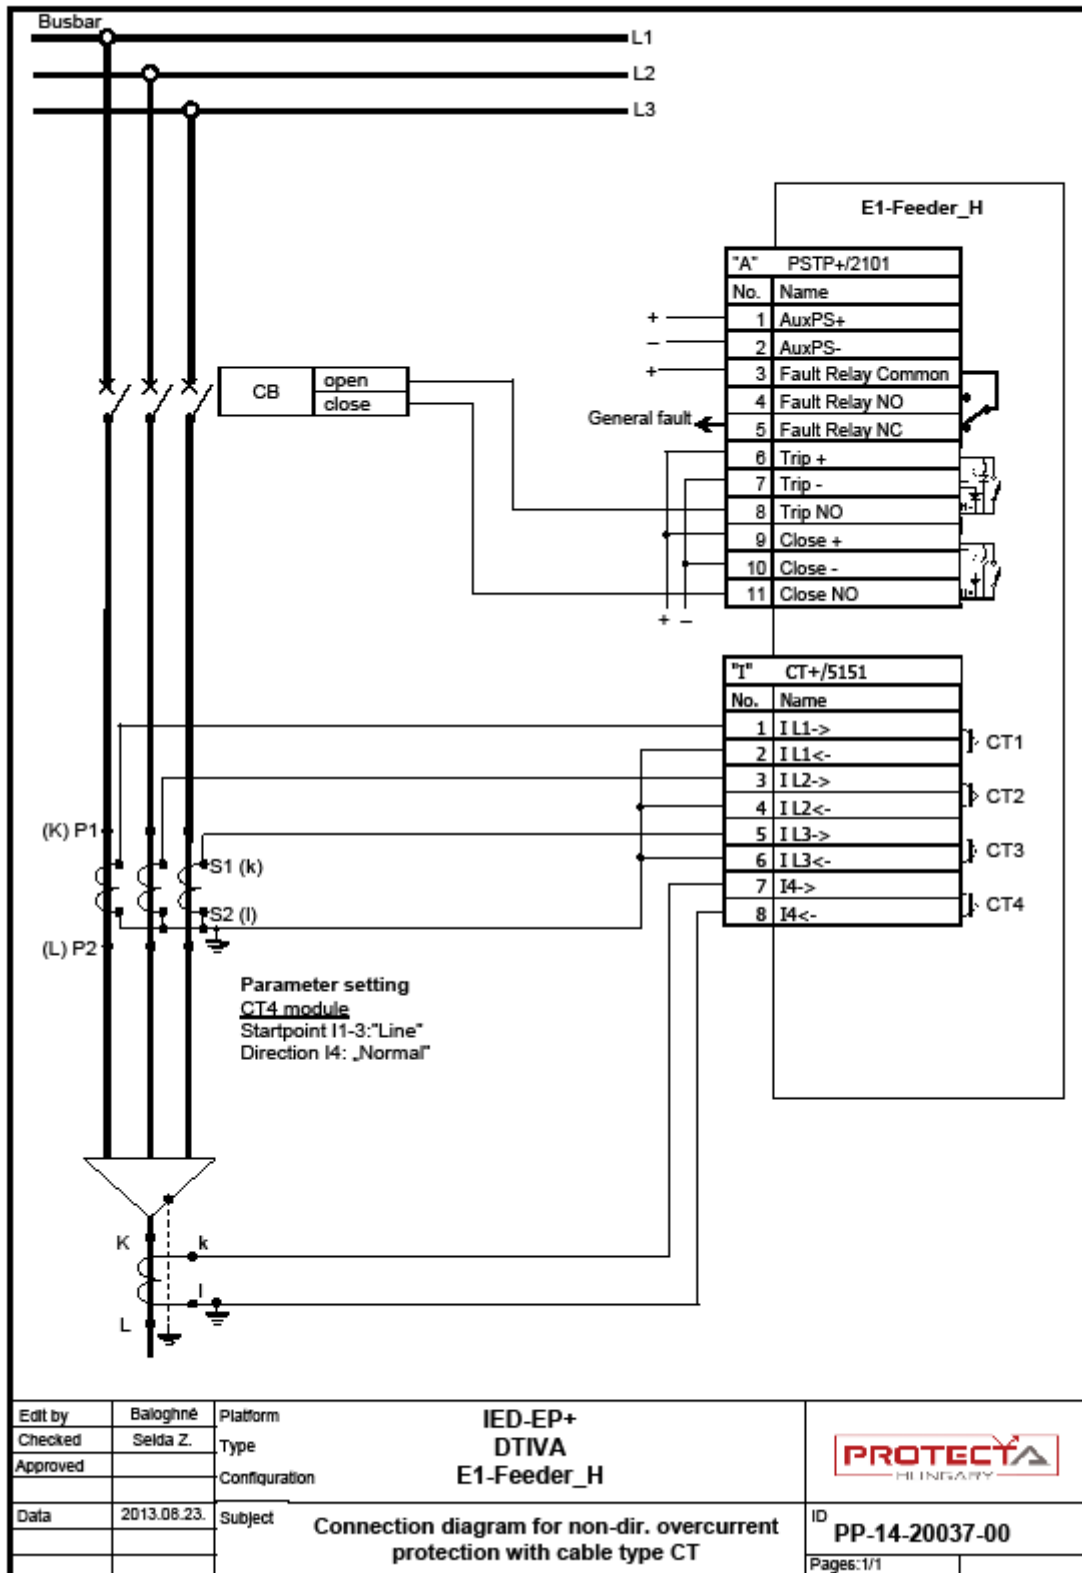 Busbar
L1
L2
L3
E1-Feeder_H
"A" PSTP+/2101
No. Name
+ 1 AuxPS+
– 2 AuxPS-
+ 3 Fault Relay Common
4 Fault Relay NO
General fault 5 Fault Relay NC
6 Trip +
7 Trip -
8 Trip NO
9 Close +
10 Close -
11 Close NO
+ –
CB open
close
"I" CT+/5151
No. Name
1 I L1->
2 I L1<-
CT1
3 I L2->
4 I L2<-
CT2
5 I L3->
6 I L3<-
CT3
7 I4->
8 I4<-
CT4
(K) P1
S1 (k)
S2 (l)
(L) P2
Parameter setting
CT4 module
Startpoint I1-3:"Line"
Direction I4: „Normal"
K k
l
L
Edit by Baloghné
Checked Selda Z.
Approved
Data 2013.08.23.
Platform IED-EP+
Type DTIVA
Configuration E1-Feeder_H
Subject Connection diagram for non-dir. overcurrent
protection with cable type CT
PROTECTA
HUNGARY
ID PP-14-20037-00
Pages:1/1